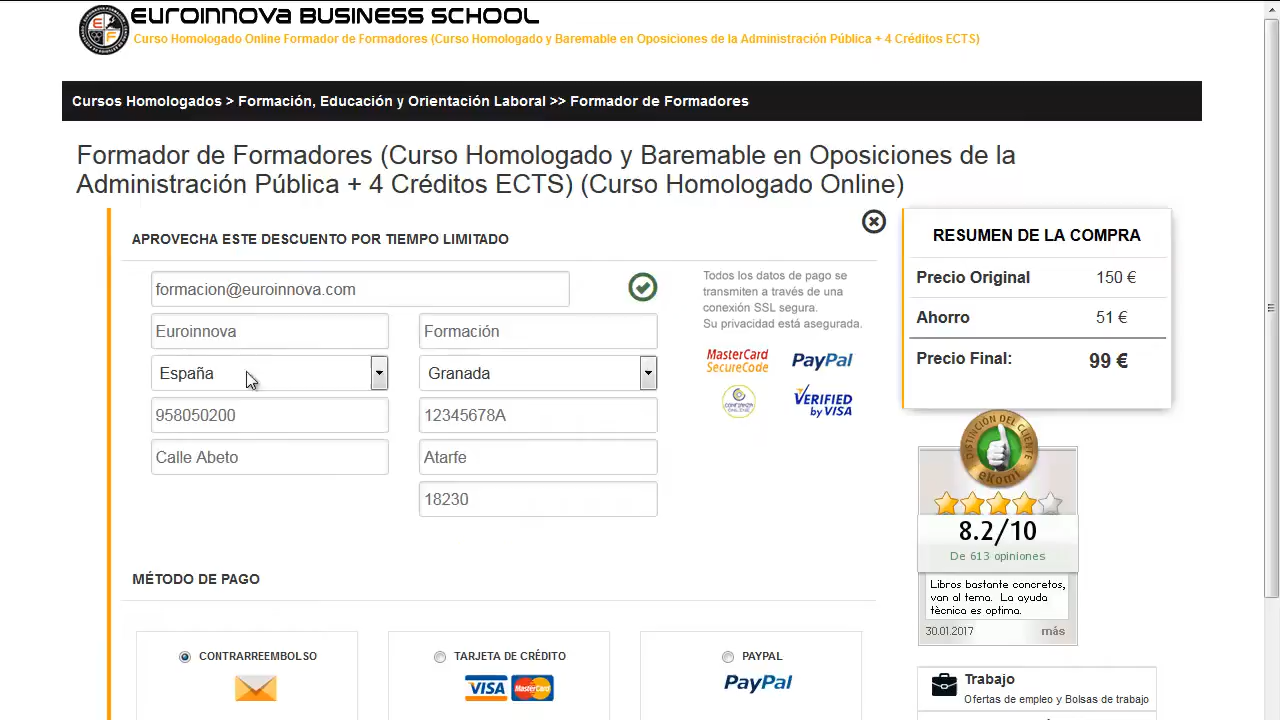 EUROINNOVA BUSINESS SCHOOL
Curso Homologado Online Formador de Formadores (Curso Homologado y Baremable en Oposiciones de la Administración Pública + 4 Créditos ECTS)
Cursos Homologados > Formación, Educación y Orientación Laboral >> Formador de Formadores
Formador de Formadores (Curso Homologado y Baremable en Oposiciones de la
Administración Pública + 4 Créditos ECTS) (Curso Homologado Online)
APROVECHA ESTE DESCUENTO POR TIEMPO LIMITADO
formacion@euroinnova.com
Euroinnova
Formación
España
Granada
958050200
12345678A
Calle Abeto
Atarfe
18230
Todos los datos de pago se
transmiten a través de una
conexión SSL segura.
Su privacidad está asegurada.
MasterCard
SecureCode
PayPal
CONFIANZA
ONLINE
VERIFIED
by VISA
RESUMEN DE LA COMPRA
Precio Original 150 €
Ahorro 51 €
Precio Final: 99 €
DISTINCIÓN DEL CLIENTE
eKomi
8.2/10
De 613 opiniones
Libros bastante concretos,
van al tema. La ayuda
tècnica es optima.
30.01.2017 más
Trabajo
Ofertas de empleo y Bolsas de trabajo
MÉTODO DE PAGO
CONTRARREEMBOLSO
TARJETA DE CRÉDITO
VISA MasterCard
PAYPAL
PayPal